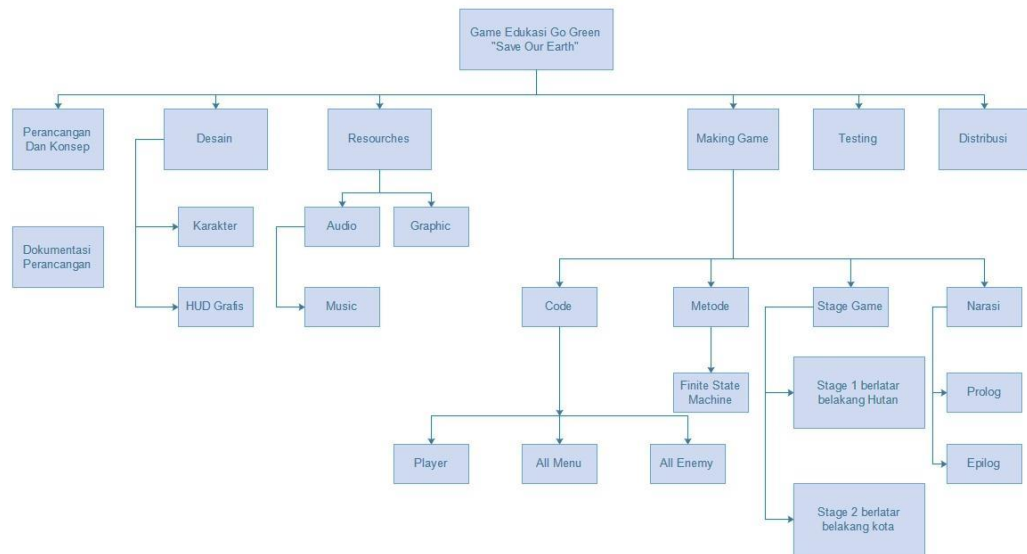 Game Edukasi Go Green
"Save Our Earth"
Perancangan
Dan Konsep
Desain
Resourches
Making Game
Testing
Distribusi
Karakter
Audio
Graphic
Dokumentasi
Perancangan
HUD Grafis
Music
Code
Metode
Stage Game
Narasi
Finite State
Machine
Stage 1 berlatar
belakang Hutan
Prolog
Player
All Menu
All Enemy
Epilog
Stage 2 berlatar
belakang kota